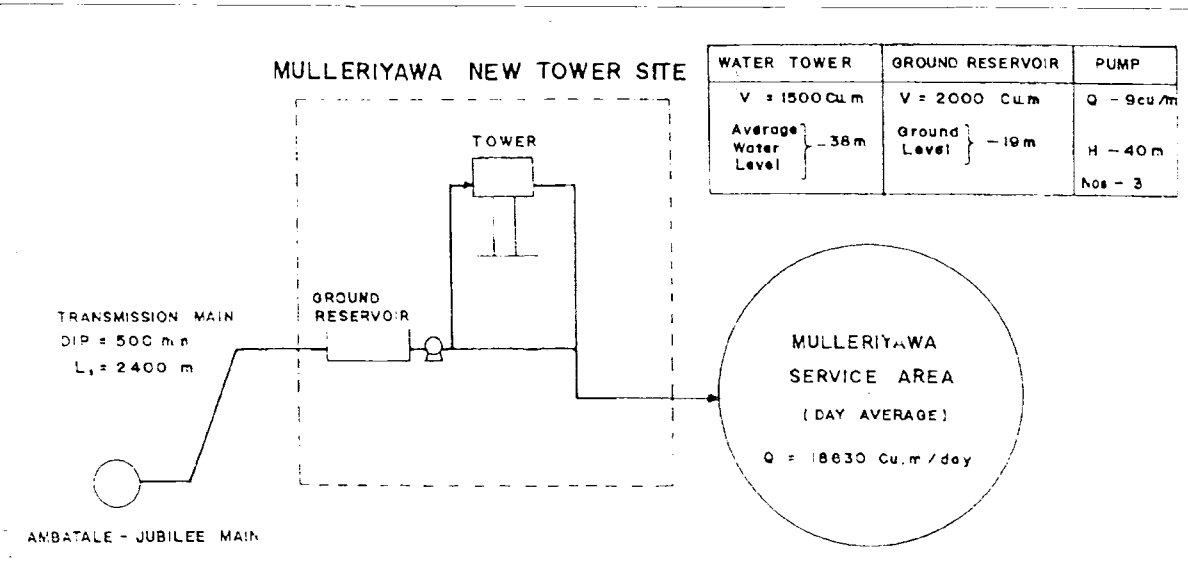 MULLERIYAWA NEW TOWER SITE
WATER TOWER
GROUND RESERVOIR
PUMP
V = 1500 Cu.m
V = 2000 Cu.m
Q - 9cu/m
Average
Water
Level
- 38m
Ground
Level
- 19m
H - 40m
Nos - 3
TOWER
GROUND
RESERVOIR
TRANSMISSION MAIN
DIP = 500 mm
L₁ = 2400 m
MULLERIYAWA
SERVICE AREA
(DAY AVERAGE)
Q = Cu.m/day
AMBATALE - JUBILEE MAIN